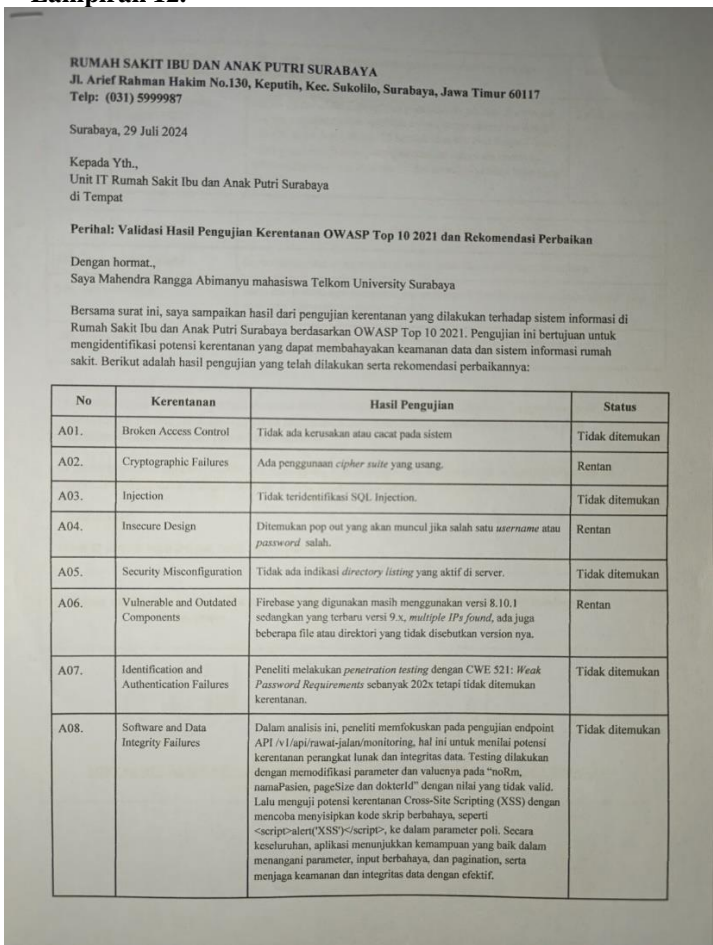 Lampiran 12.
RUMAH SAKIT IBU DAN ANAK PUTRI SURABAYA
Jl. Arief Rahman Hakim No.130, Keputih, Kec. Sukolilo, Surabaya, Jawa Timur 60117
Telp: (031) 5999987
Surabaya, 29 Juli 2024
Kepada Yth.,
Unit IT Rumah Sakit Ibu dan Anak Putri Surabaya
di Tempat
Perihal: Validasi Hasil Pengujian Kerentanan OWASP Top 10 2021 dan Rekomendasi Perbaikan
Dengan hormat.,
Saya Mahendra Rangga Abimanyu mahasiswa Telkom University Surabaya
Bersama surat ini, saya sampaikan hasil dari pengujian kerentanan yang dilakukan terhadap sistem informasi di
Rumah Sakit Ibu dan Anak Putri Surabaya berdasarkan OWASP Top 10 2021. Pengujian ini bertujuan untuk
mengidentifikasi potensi kerentanan yang dapat membahayakan keamanan data dan sistem informasi rumah
sakit. Berikut adalah hasil pengujian yang telah dilakukan serta rekomendasi perbaikannya:
No Kerentanan Hasil Pengujian Status
A01. Broken Access Control Tidak ada kerusakan atau cacat pada sistem Tidak ditemukan
A02. Cryptographic Failures Ada penggunaan cipher suite yang usang. Rentan
A03. Injection Tidak teridentifikasi SQL Injection. Tidak ditemukan
A04. Insecure Design Ditemukan pop out yang akan muncul jika salah satu username atau Rentan
password salah.
A05. Security Misconfiguration Tidak ada indikasi directory listing yang aktif di server. Tidak ditemukan
A06. Vulnerable and Outdated Firebase yang digunakan masih menggunakan versi 8.10.1 Rentan
Components sedangkan yang terbaru versi 9.x, multiple IPs found, ada juga
beberapa file atau direktori yang tidak disebutkan version nya.
A07. Identification and Peneliti melakukan penetration testing dengan CWE 521: Weak Tidak ditemukan
Authentication Failures Password Requirements sebanyak 202x tetapi tidak ditemukan
kerentanan.
A08. Software and Data Dalam analisis ini, peneliti memfokuskan pada pengujian endpoint Tidak ditemukan
Integrity Failures API /v1/api/rawat-jalan/monitoring, hal ini untuk menilai potensi
kerentanan perangkat lunak dan integritas data. Testing dilakukan
dengan memodifikasi parameter dan valuenya pada “noRm,
namaPasien, pageSize dan dokterId” dengan nilai yang tidak valid.
Lalu menguji potensi kerentanan Cross-Site Scripting (XSS) dengan
mencoba menyisipkan kode skrip berbahaya, seperti
<script>alert('XSS')</script>, ke dalam parameter poli. Secara
keseluruhan, aplikasi menunjukkan kemampuan yang baik dalam
menangani parameter, input berbahaya, dan pagination, serta
menjaga keamanan dan integritas data dengan efektif.